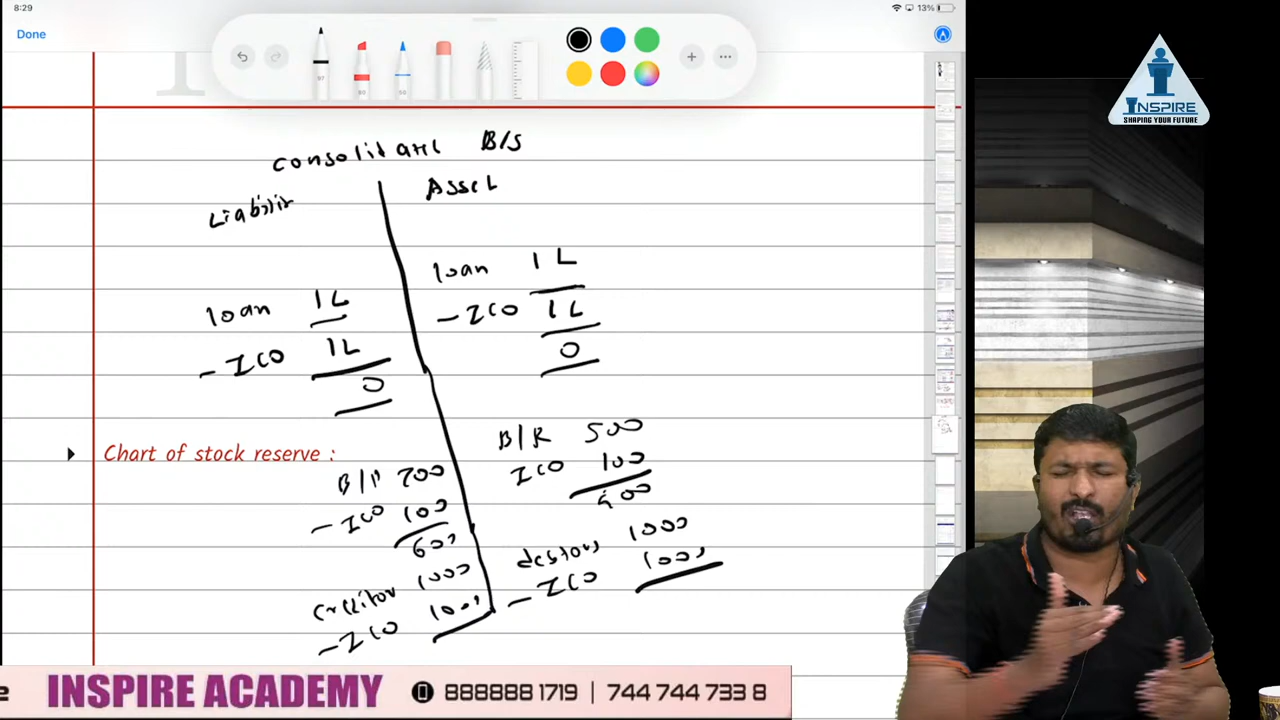 8:29
13%
Done
consolidate B/S
Liabilit
Asset
loan 1L
- ICO 1L
0
loan 1L
- ICO 1L
0
Chart of stock reserve :
B/P 700
- ICO 100
600
creditor 1000
- ICO 1000
B/R 500
ICO 100
400
debtors 1000
- ICO 1000
INSPIRE
SHAPING YOUR FUTURE
INSPIRE ACADEMY 888888 1719 | 744 744 733 8